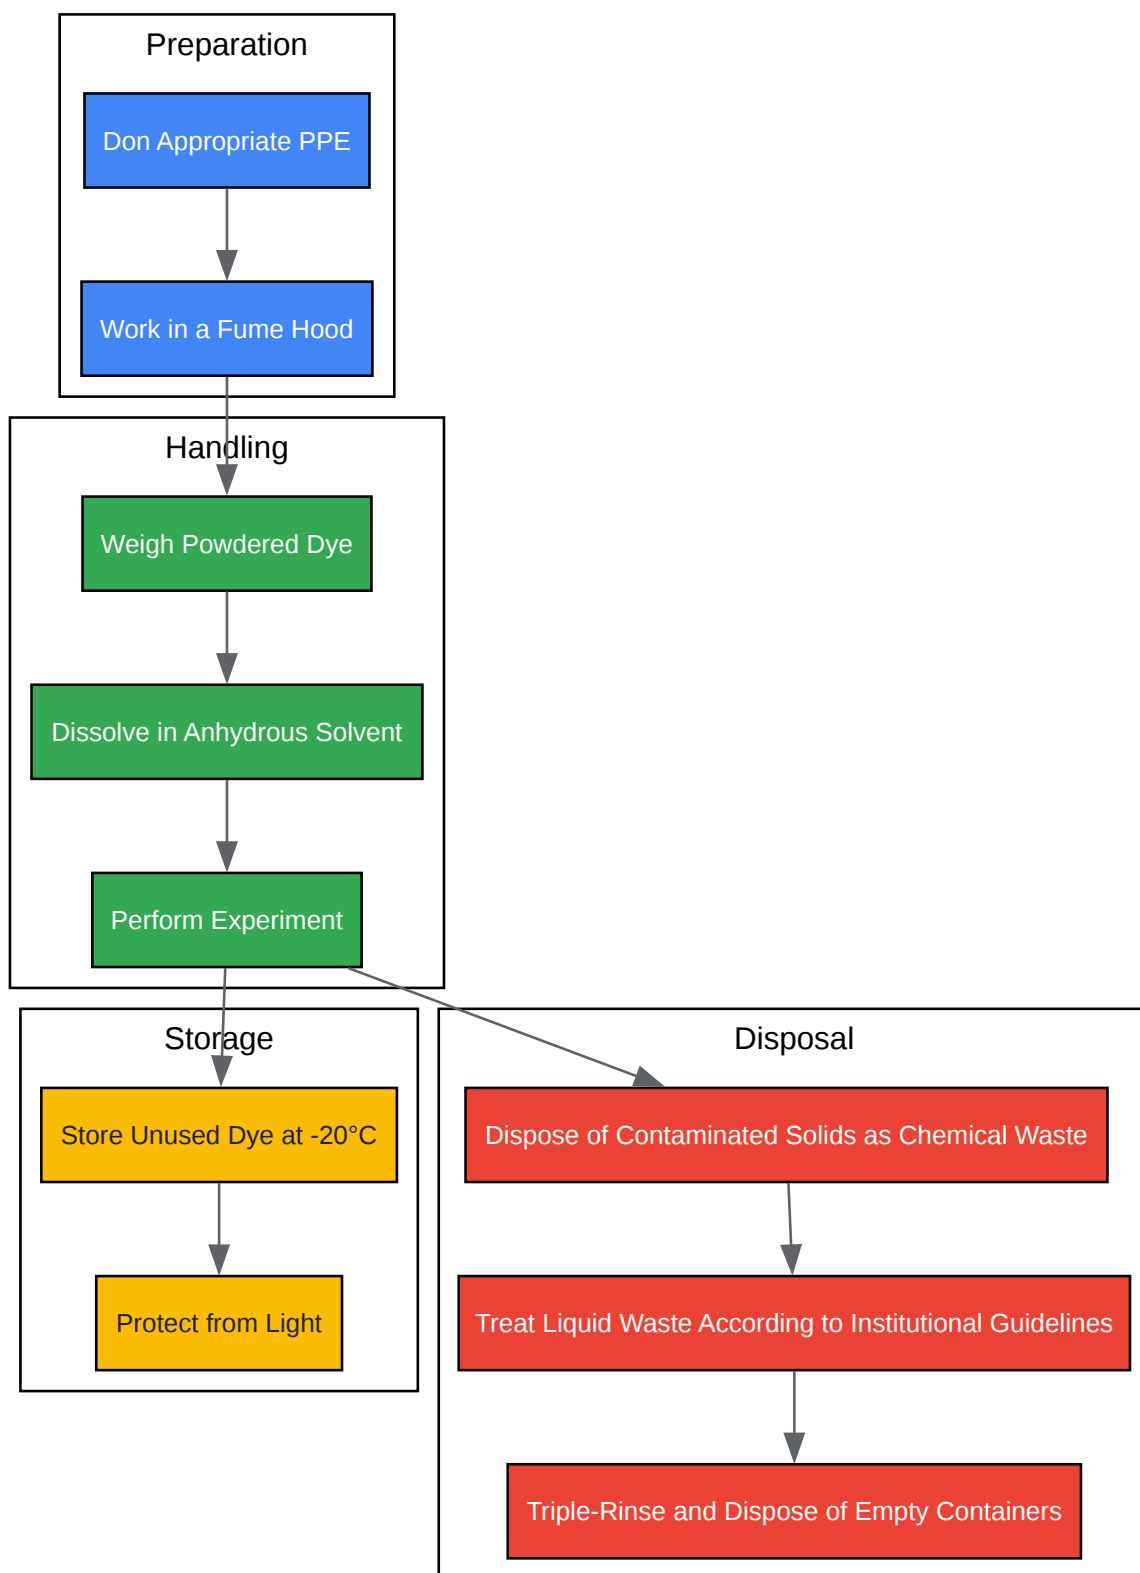 Preparation
Don Appropriate PPE
Work in a Fume Hood
Handling
Weigh Powdered Dye
Dissolve in Anhydrous Solvent
Perform Experiment
Storage
Store Unused Dye at -20°C
Protect from Light
Disposal
Dispose of Contaminated Solids as Chemical Waste
Treat Liquid Waste According to Institutional Guidelines
Triple-Rinse and Dispose of Empty Containers